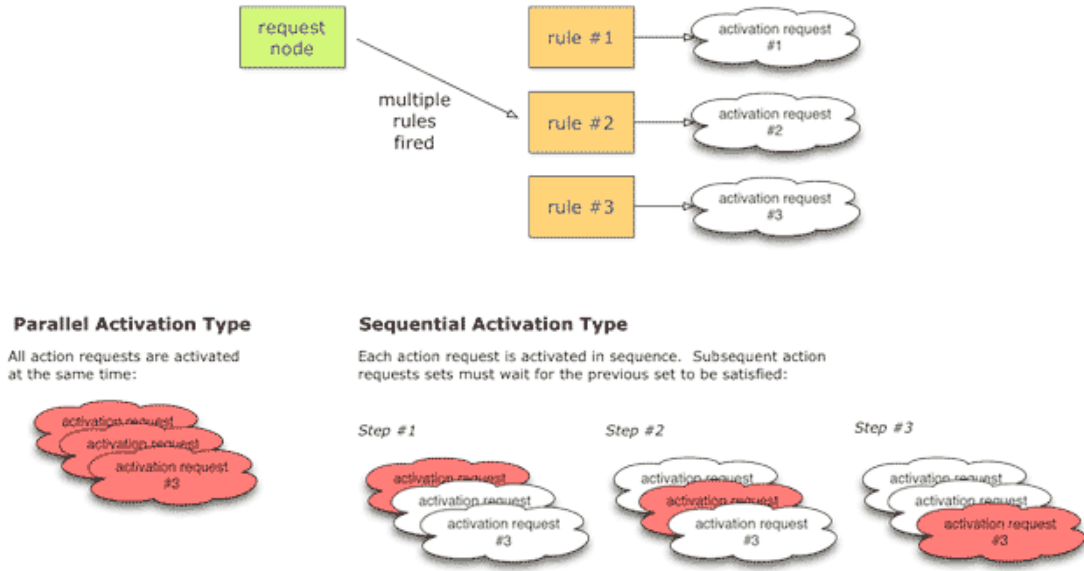 request
node
multiple
rules
fired
rule #1
activation request
#1
rule #2
activation request
#2
rule #3
activation request
#3
Parallel Activation Type
All action requests are activated
at the same time:
activation request
activation request
activation request
#3
Sequential Activation Type
Each action request is activated in sequence. Subsequent action
requests sets must wait for the previous set to be satisfied:
Step #1
activation request
activation request
activation request
#3
Step #2
activation request
activation request
activation request
#3
Step #3
activation request
activation request
activation request
#3